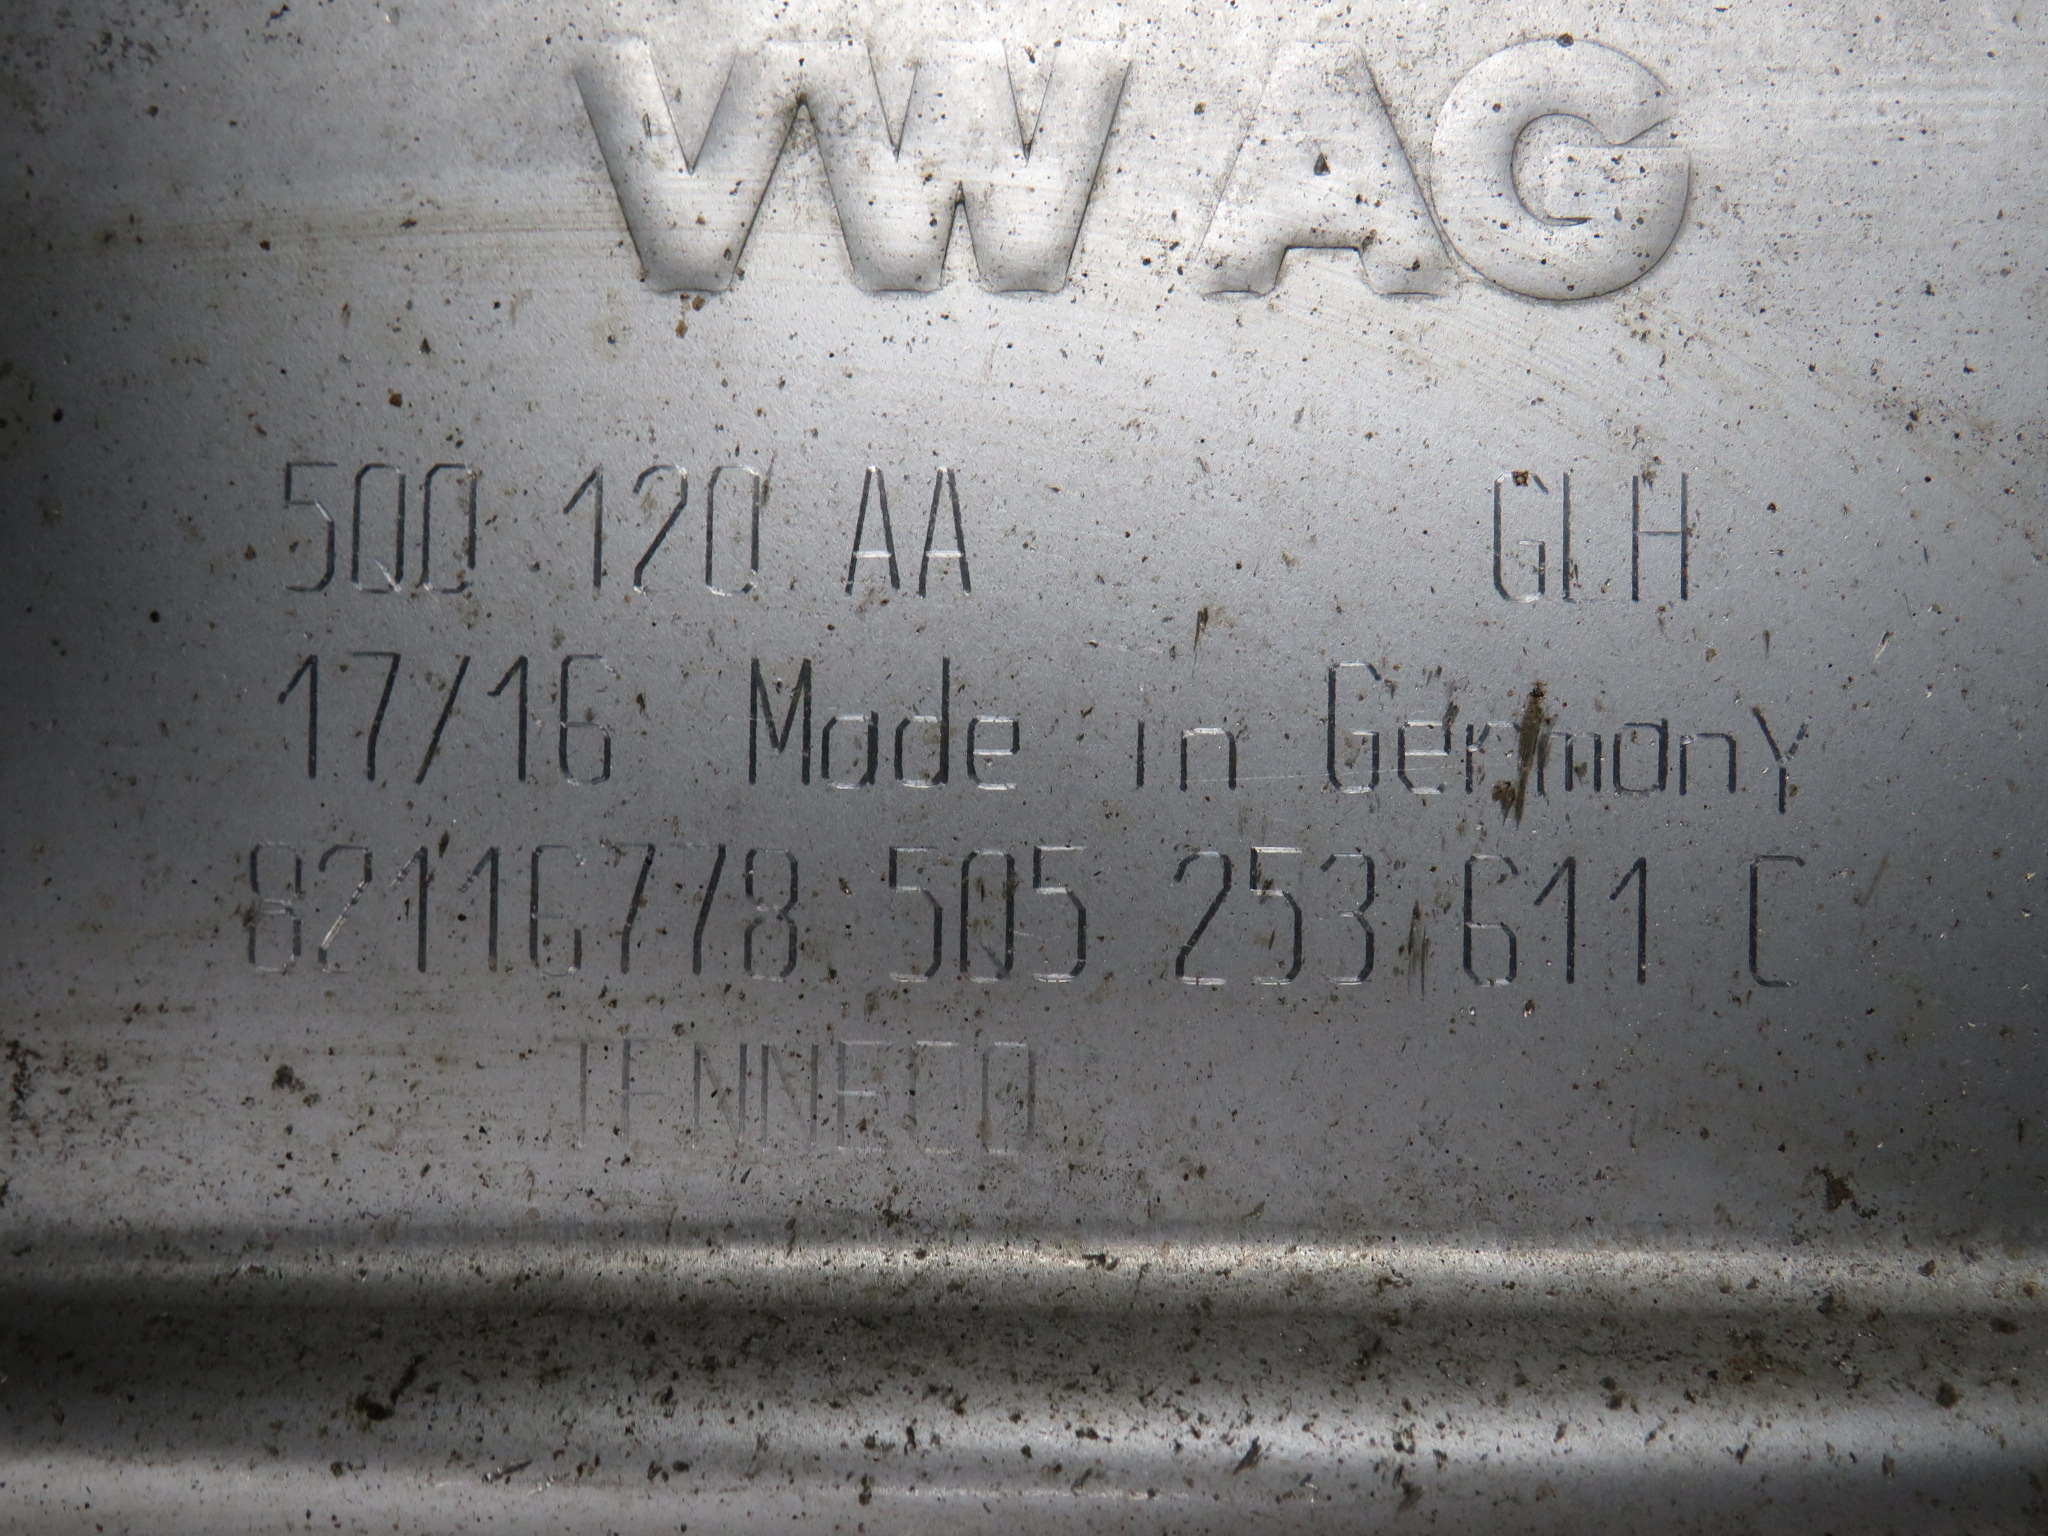 VW AG
5Q0 120 AA GLH
17/16 Made in Germany
82116778 5Q5 253 611 C
TENNECO